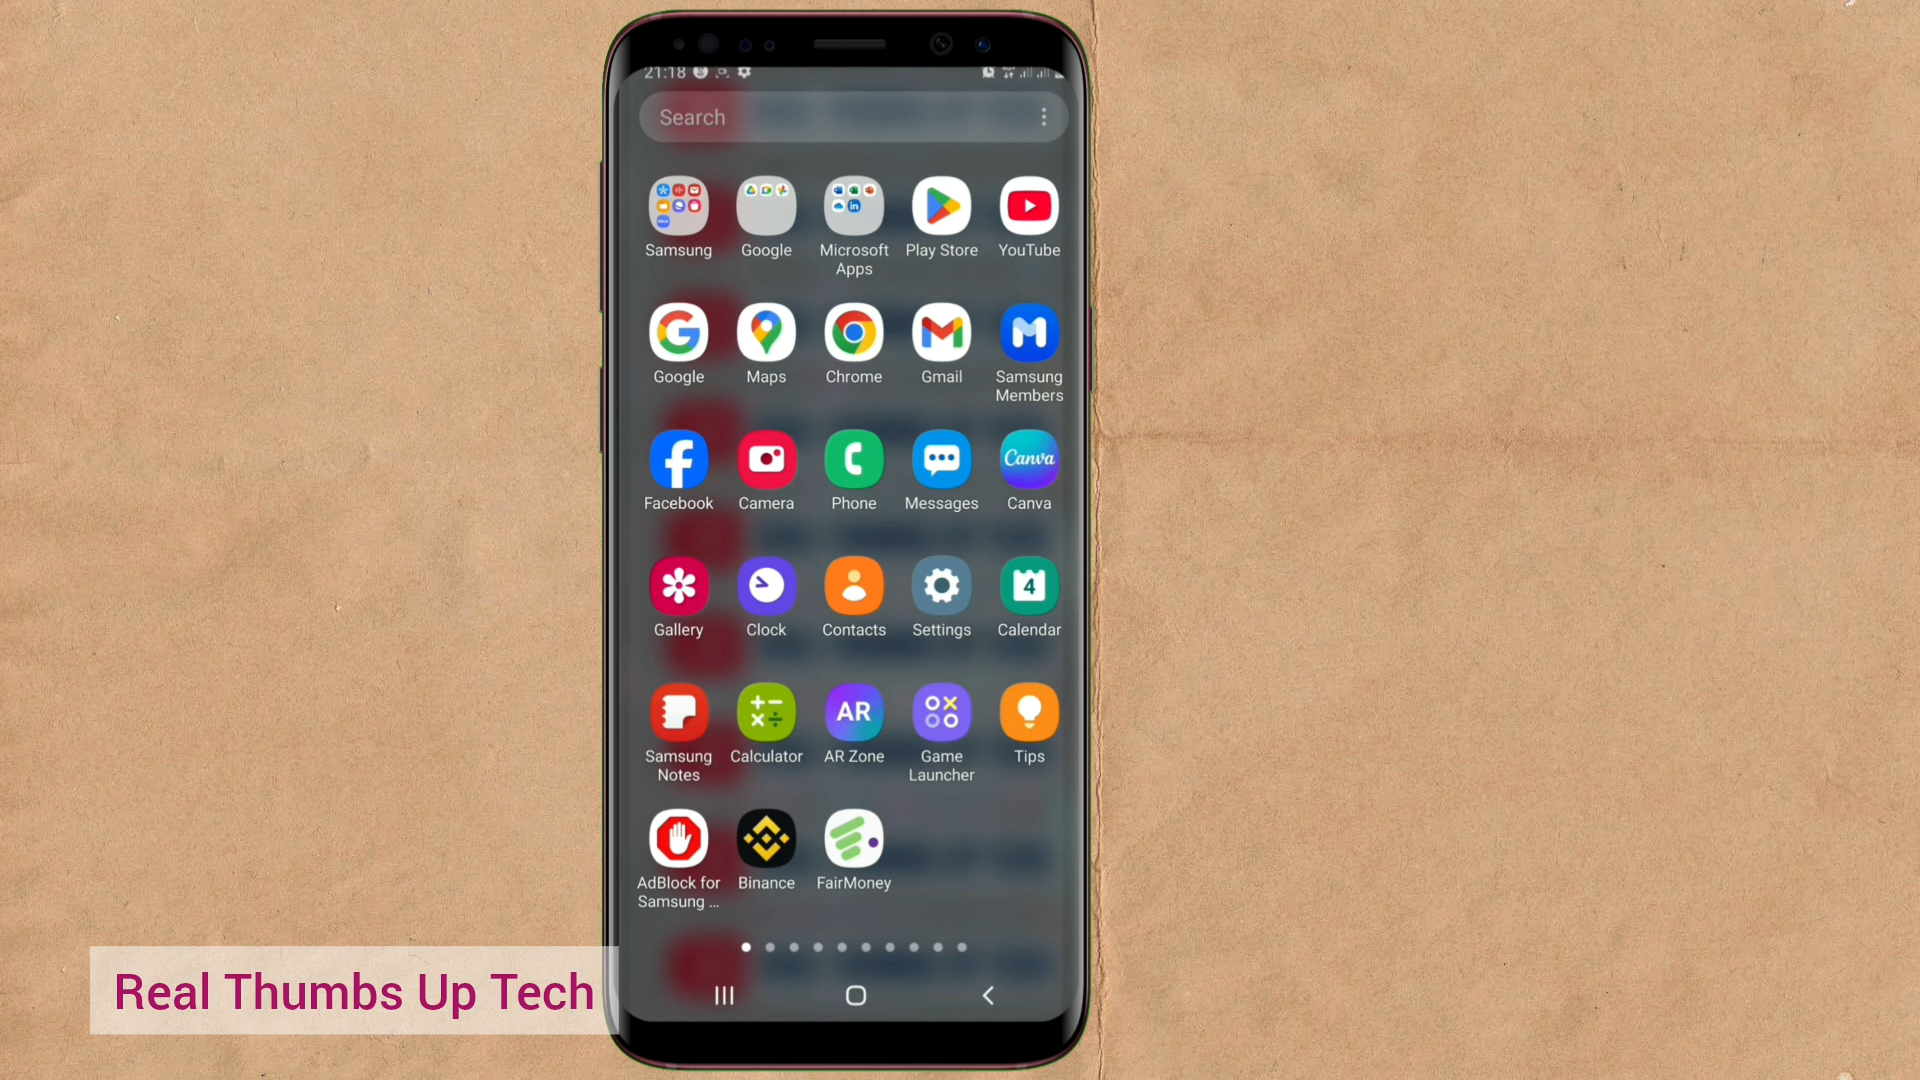 21:18
Search
Samsung
Google
Microsoft
Apps
Play Store
YouTube
Google
Maps
Chrome
Gmail
Samsung
Members
Facebook
Camera
Phone
Messages
Canva
Canva
Gallery
Clock
Contacts
Settings
4
Calendar
AR
Samsung
Notes
Calculator
AR Zone
Game
Launcher
Tips
AdBlock for
Samsung ...
Binance
FairMoney
Real Thumbs Up Tech